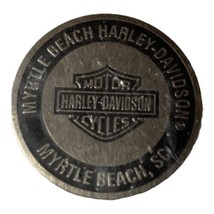 MYRTLE BEACH HARLEY-DAVIDSON®
MOTOR
HARLEY-DAVIDSON
CYCLES
MYRTLE BEACH, SC